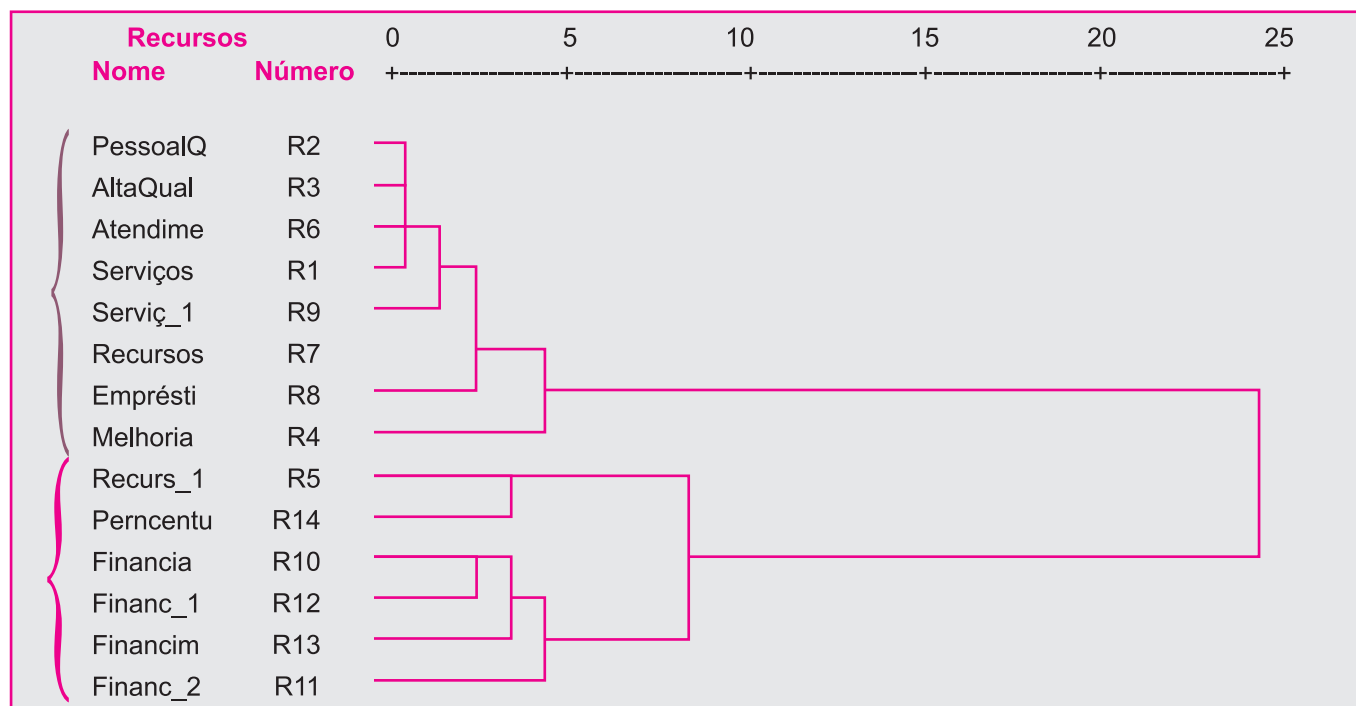 Recursos 0 5 10 15 20 25
Nome Número +--------------------+--------------------+--------------------+--------------------+--------------------+
PessoalQ R2
AltaQual R3
Atendime R6
Serviços R1
Serviç_1 R9
Recursos R7
Emprésti R8
Melhoria R4
Recurs_1 R5
Perncentu R14
Financia R10
Financ_1 R12
Financim R13
Financ_2 R11